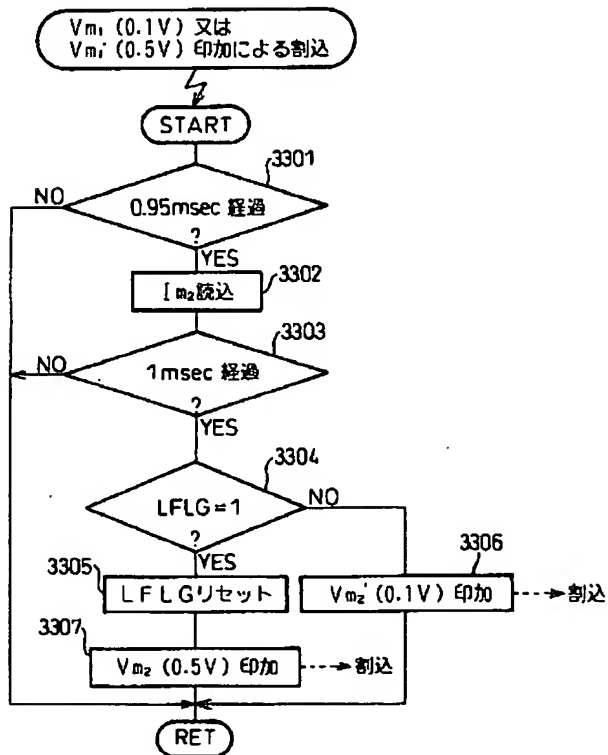 Vm₁ (0.1V) 又は
Vm₁′ (0.5V) 印加による割込
START
3301
NO
0.95msec 経過
?
YES
3302
Im₂読込
3303
NO
1msec 経過
?
YES
3304
LFLG=1
NO
?
YES
3305
LFLGリセット
3306
Vm₂′ (0.1V) 印加
割込
3307
Vm₂ (0.5V) 印加
割込
RET